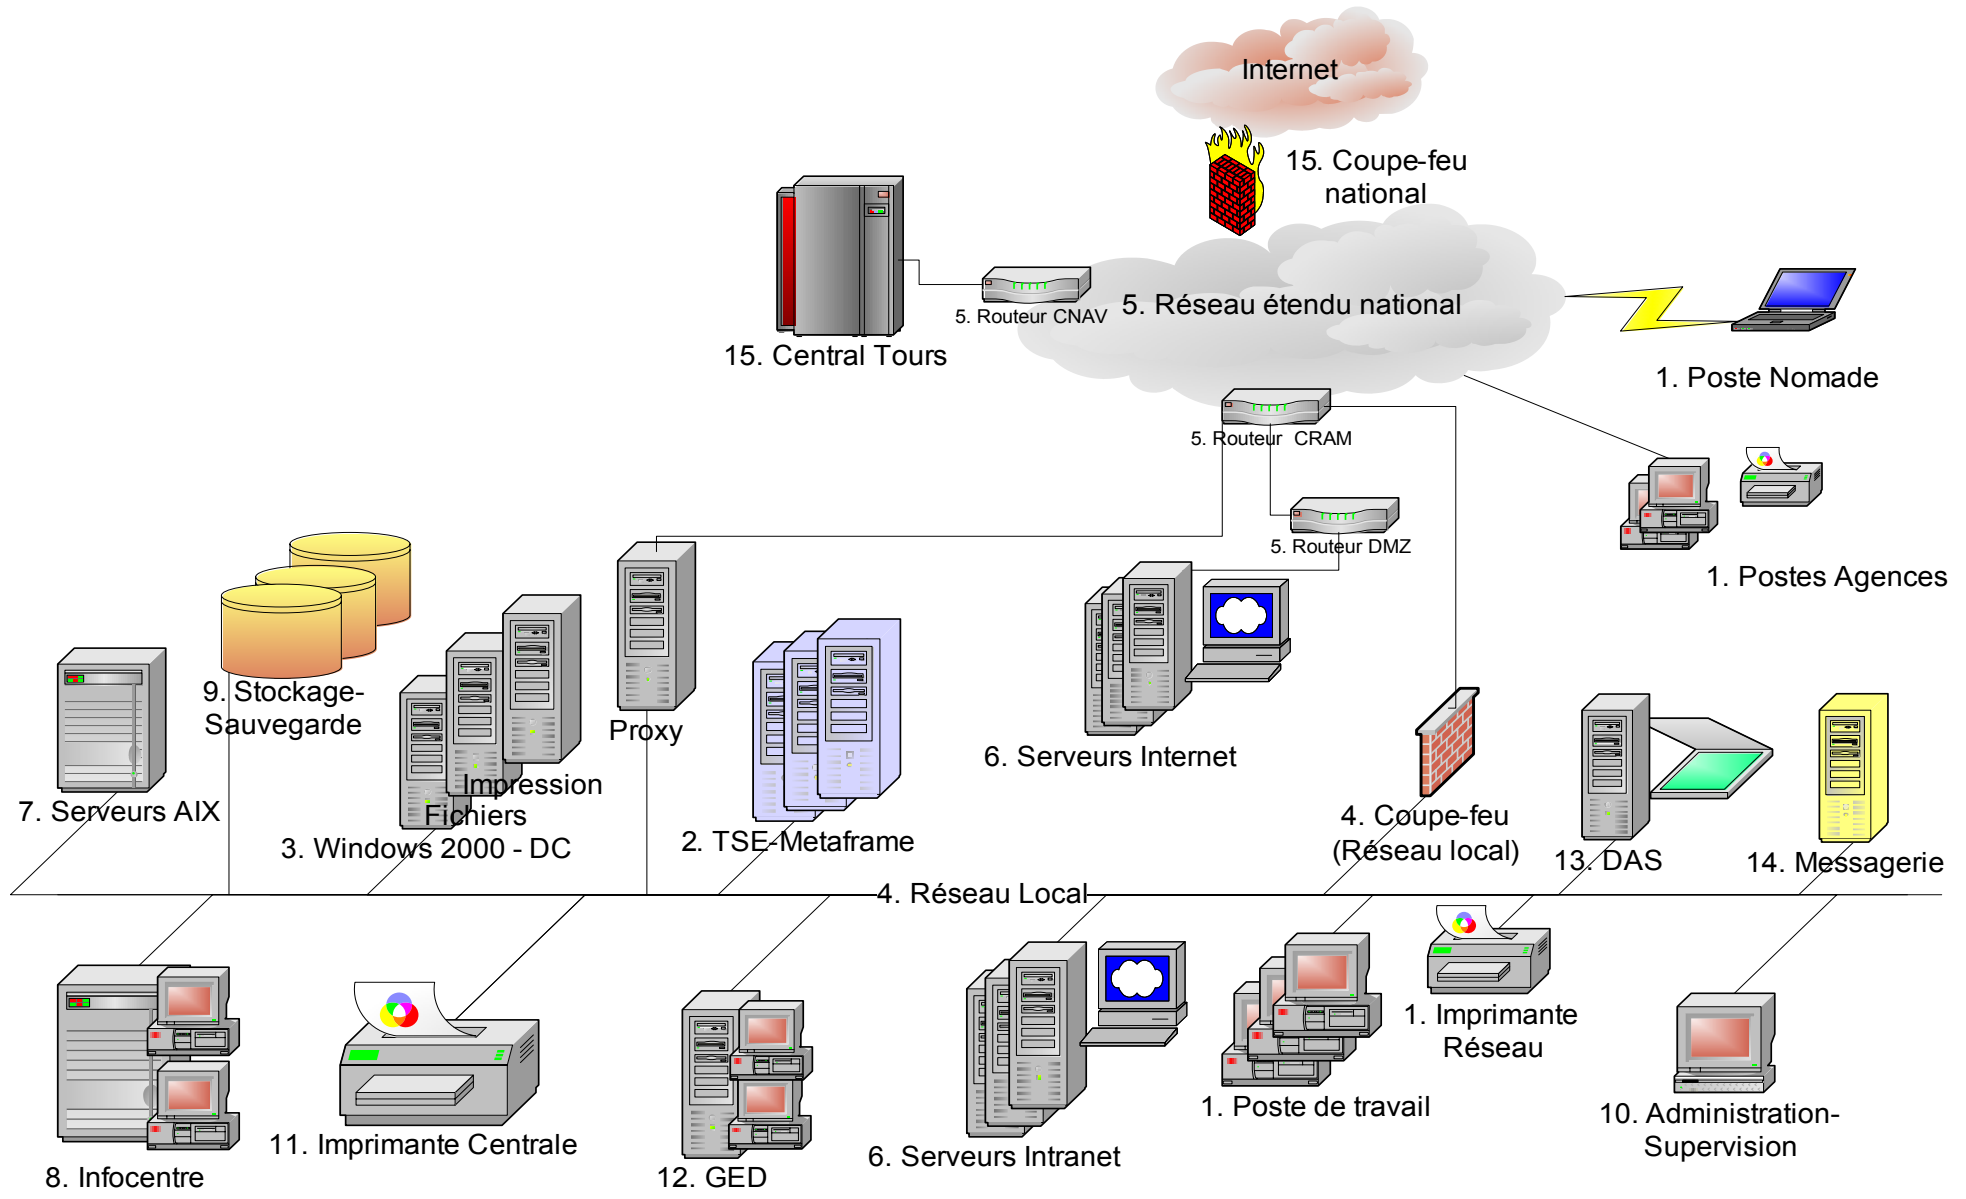 Internet
15. Coupe-feu
national
5. Réseau étendu national
5. Routeur CNAV
15. Central Tours
1. Poste Nomade
5. Routeur  CRAM
5. Routeur DMZ
1. Postes Agences
9. Stockage-
Sauvegarde
Proxy
6. Serveurs Internet
7. Serveurs AIX
Impression
Fichiers
3. Windows 2000 - DC
2. TSE-Metaframe
4. Coupe-feu
(Réseau local)
13. DAS
14. Messagerie
4. Réseau Local
1. Imprimante
Réseau
1. Poste de travail
10. Administration-
Supervision
11. Imprimante Centrale
6. Serveurs Intranet
8. Infocentre
12. GED